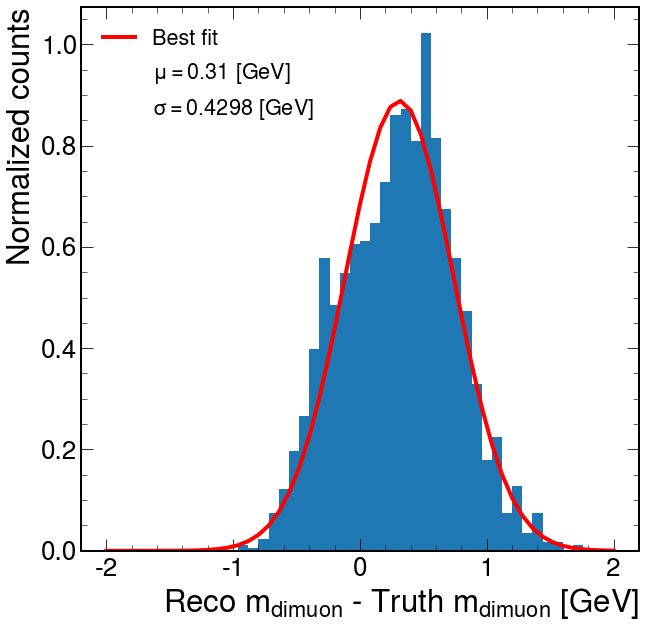 Normalized counts
1.0
0.8
0.6
0.4
0.2
0.0
Best fit
μ = 0.31 [GeV]
σ = 0.4298 [GeV]
-2 -1 0 1 2
Reco m_dimuon - Truth m_dimuon [GeV]